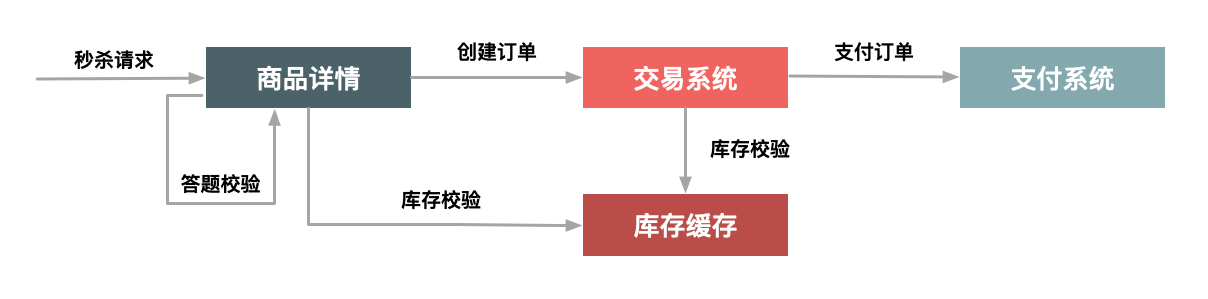 秒杀请求
商品详情
创建订单
交易系统
支付订单
支付系统
答题校验
库存校验
库存校验
库存缓存